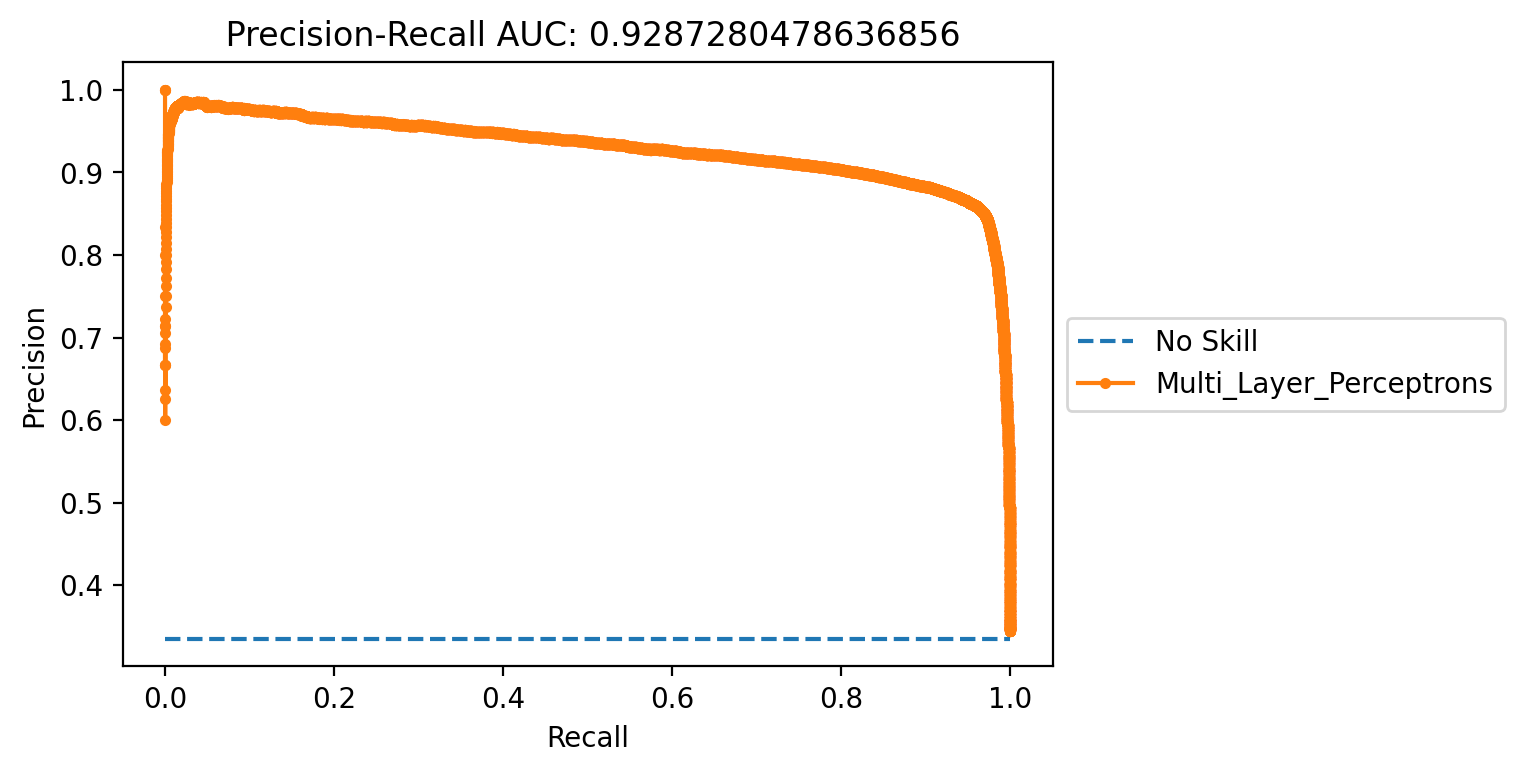 Precision-Recall AUC: 0.9287280478636856
1.0
0.9
0.8
0.7
0.6
0.5
0.4
Precision
0.0 0.2 0.4 0.6 0.8 1.0
Recall
No Skill
Multi_Layer_Perceptrons